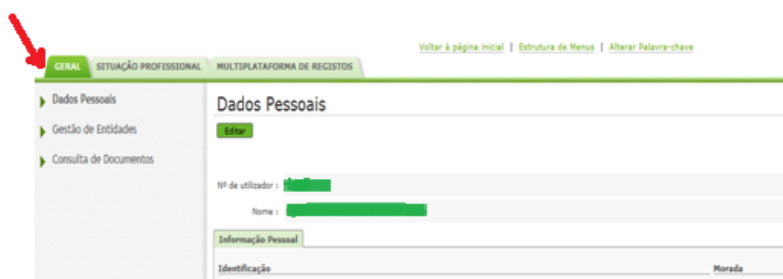 Voltar à página inicial | Estrutura de Menus | Alterar Palavra-chave
GERAL SITUAÇÃO PROFISSIONAL MULTIPLATAFORMA DE REGISTOS
Dados Pessoais
Gestão de Entidades
Consulta de Documentos
Dados Pessoais
Editar
Nº de utilizador :
Nome :
Informação Pessoal
Identificação
Morada